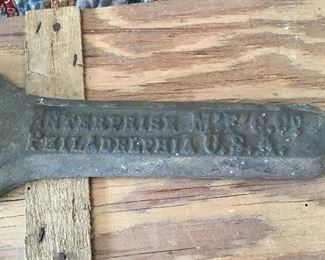 ENTERPRISE M'F'G. CO
PHILADELPHIA U.S.A.